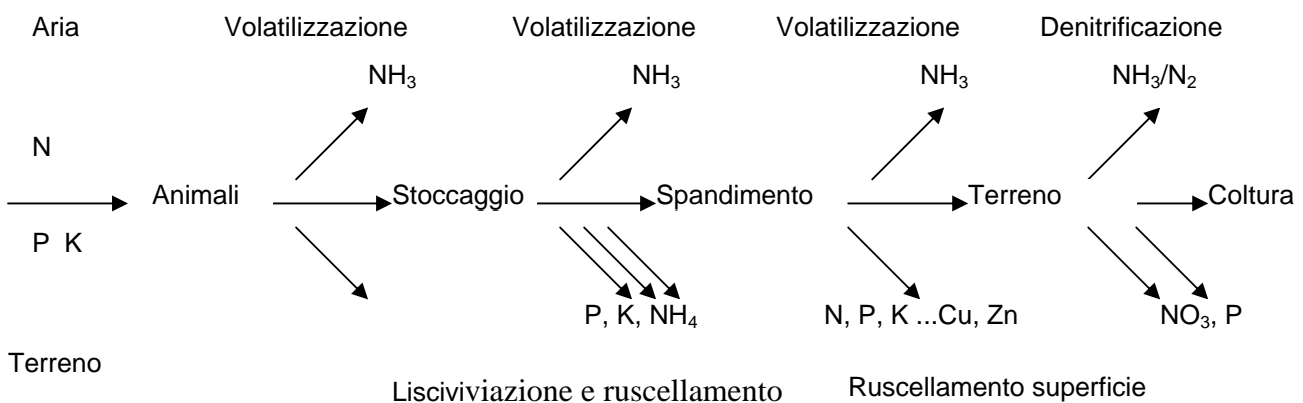 Aria Volatilizzazione Volatilizzazione Volatilizzazione Denitrificazione
NH₃ NH₃ NH₃ NH₃/N₂
N
Animali Stoccaggio Spandimento Terreno Coltura
P K
P, K, NH₄ N, P, K ...Cu, Zn NO₃, P
Terreno
Lisciviviazione e ruscellamento Ruscellamento superficie